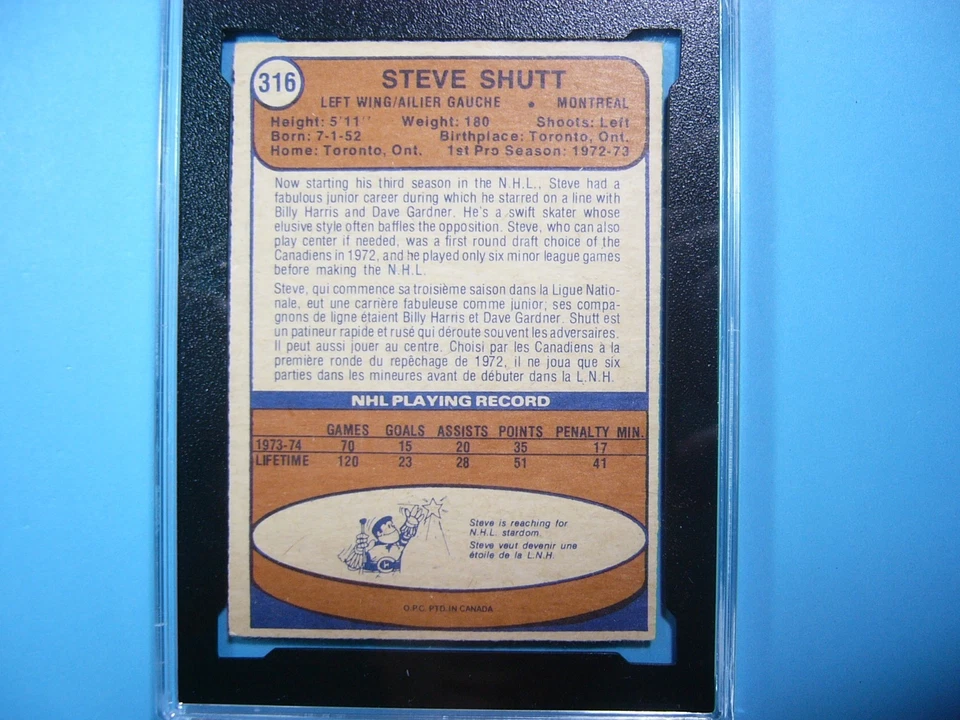 316
STEVE SHUTT
LEFT WING/AILIER GAUCHE • MONTREAL
Height: 5'11" Weight: 180 Shoots: Left
Born: 7-1-52 Birthplace: Toronto, Ont.
Home: Toronto, Ont. 1st Pro Season: 1972-73
Now starting his third season in the N.H.L., Steve had a
fabulous junior career during which he starred on a line with
Billy Harris and Dave Gardner. He's a swift skater whose
elusive style often baffles the opposition. Steve, who can also
play center if needed, was a first round draft choice of the
Canadiens in 1972, and he played only six minor league games
before making the N.H.L.
Steve, qui commence sa troisième saison dans la Ligue Natio-
nale, eut une carrière fabuleuse comme junior; ses compa-
gnons de ligne étaient Billy Harris et Dave Gardner. Shutt est
un patineur rapide et rusé qui déroute souvent les adversaires.
Il peut aussi jouer au centre. Choisi par les Canadiens à la
première ronde du repêchage de 1972, il ne joua que six
parties dans les mineures avant de débuter dans la L.N.H.
NHL PLAYING RECORD
GAMES GOALS ASSISTS POINTS PENALTY MIN.
1973-74 70 15 20 35 17
LIFETIME 120 23 28 51 41
Steve is reaching for
N.H.L. stardom.
Steve veut devenir une
étoile de la L.N.H.
O.P.C. PTD. IN CANADA